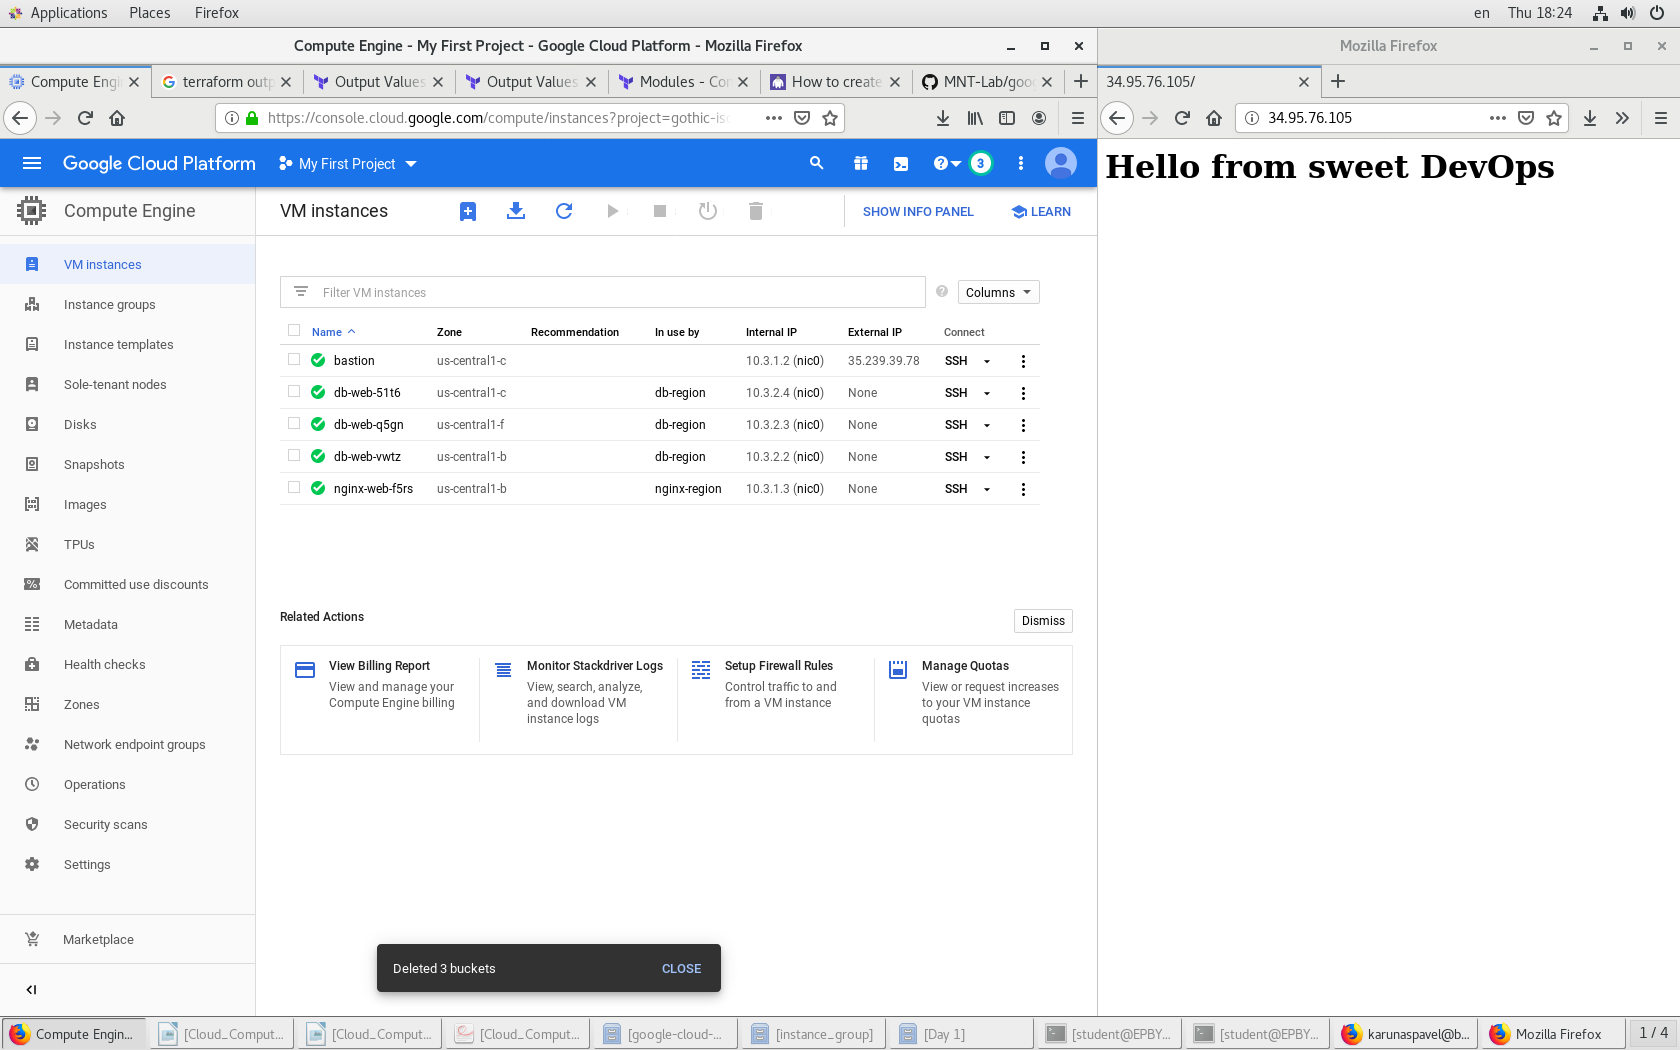 Applications Places Firefox en Thu 18:24
Compute Engine - My First Project - Google Cloud Platform - Mozilla Firefox
Mozilla Firefox
Compute Engi terraform outp Output Values Output Values Modules - Con How to create MNT-Lab/goo
34.95.76.105/
https://console.cloud.google.com/compute/instances?project=gothic-is
34.95.76.105
Google Cloud Platform My First Project 3
Hello from sweet DevOps
Compute Engine
VM instances
SHOW INFO PANEL
LEARN
VM instances
Instance groups
Instance templates
Sole-tenant nodes
Disks
Snapshots
Images
TPUs
Committed use discounts
Metadata
Health checks
Zones
Network endpoint groups
Operations
Security scans
Settings
Marketplace
Filter VM instances
Columns
Name Zone Recommendation In use by Internal IP External IP Connect
bastion us-central1-c 10.3.1.2 (nic0) 35.239.39.78 SSH
db-web-51t6 us-central1-c db-region 10.3.2.4 (nic0) None SSH
db-web-q5gn us-central1-f db-region 10.3.2.3 (nic0) None SSH
db-web-vwtz us-central1-b db-region 10.3.2.2 (nic0) None SSH
nginx-web-f5rs us-central1-b nginx-region 10.3.1.3 (nic0) None SSH
Related Actions
Dismiss
View Billing Report
View and manage your
Compute Engine billing
Monitor Stackdriver Logs
View, search, analyze,
and download VM
instance logs
Setup Firewall Rules
Control traffic to and
from a VM instance
Manage Quotas
View or request increases
to your VM instance
quotas
Deleted 3 buckets CLOSE
Compute Engin... [Cloud_Comput... [Cloud_Comput... [Cloud_Comput... [google-cloud-... [instance_group] [Day 1] [student@EPBY... [student@EPBY... karunaspavel@b... Mozilla Firefox 1 / 4